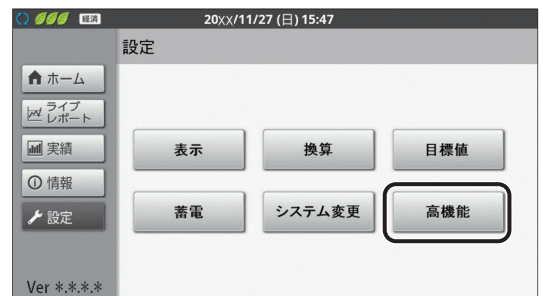 経済 20XX/11/27 (日) 15:47
設定
ホーム
ライブ
レポート
実績
情報
設定
表示 換算 目標値
蓄電 システム変更 高機能
Ver *.*.*.*